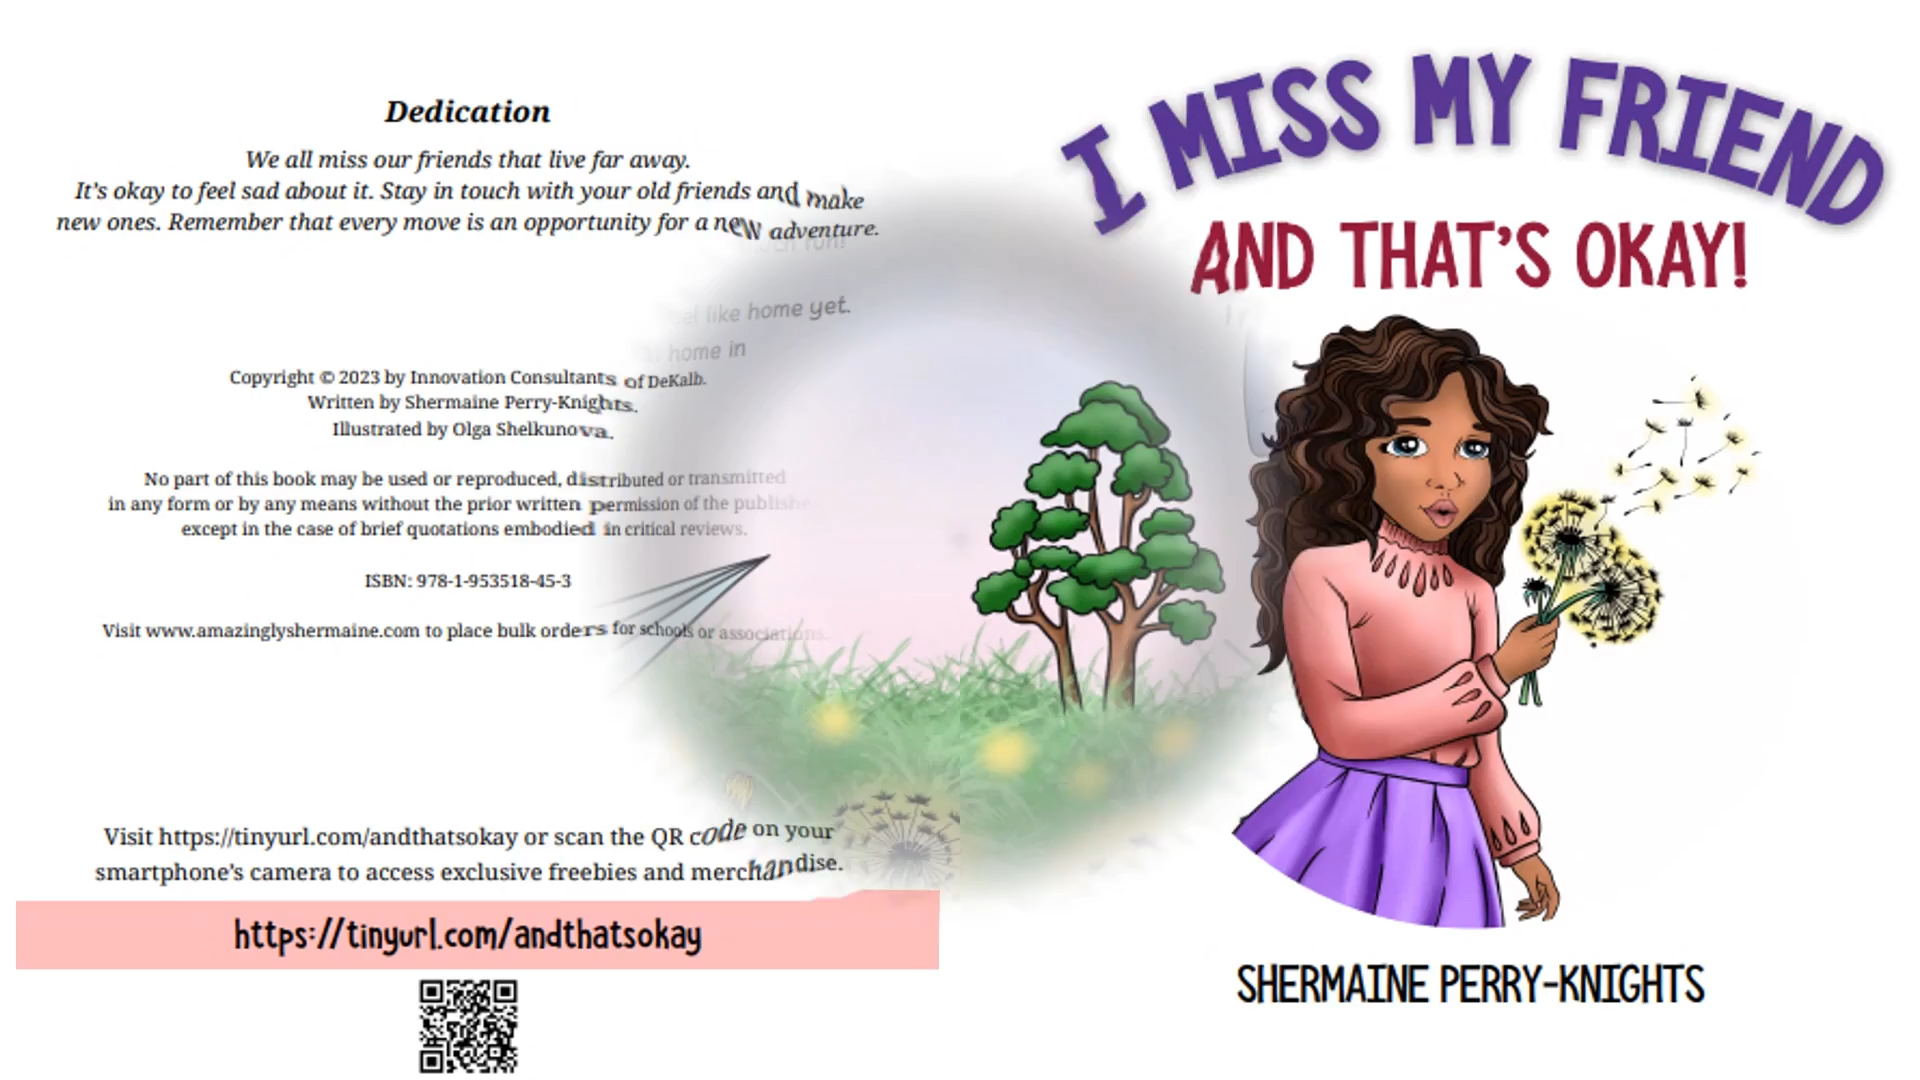 Dedication
We all miss our friends that live far away.
It's okay to feel sad about it. Stay in touch with your old friends and make
new ones. Remember that every move is an opportunity for a new adventure.
like home yet.
home in
Copyright © 2023 by Innovation Consultants of DeKalb.
Written by Shermaine Perry-Knights.
Illustrated by Olga Shelkunova.
No part of this book may be used or reproduced, distributed or transmitted
in any form or by any means without the prior written permission of the
except in the case of brief quotations embodied in critical reviews.
ISBN: 978-1-953518-45-3
Visit www.amazinglyshermaine.com to place bulk orders for schools or associations.
Visit https://tinyurl.com/andthatsokay or scan the QR code on your
smartphone's camera to access exclusive freebies and merchandise.
https://tinyurl.com/andthatsokay
I MISS MY FRIEND
AND THAT'S OKAY!
SHERMAINE PERRY-KNIGHTS